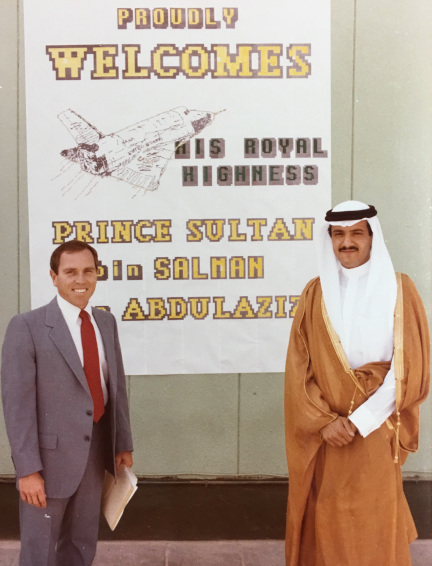 PROUDLY
WELCOMES
HIS ROYAL
HIGHNESS
PRINCE SULTAN
bin SALMAN
ABDULAZIZ